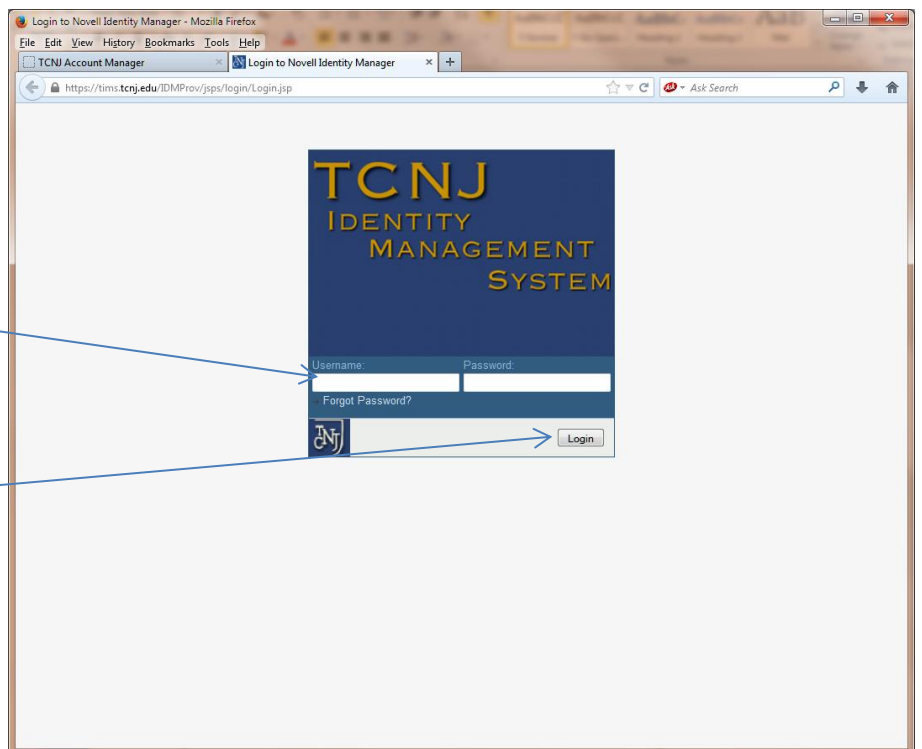 Login to Novell Identity Manager - Mozilla Firefox
File Edit View History Bookmarks Tools Help
TCNJ Account Manager × Login to Novell Identity Manager × +
https://tims.tcnj.edu/IDMProv/jsps/login/Login.jsp Ask Ask Search
TCNJ
IDENTITY
MANAGEMENT
SYSTEM
Username: Password:
Forgot Password?
TCNJ Login